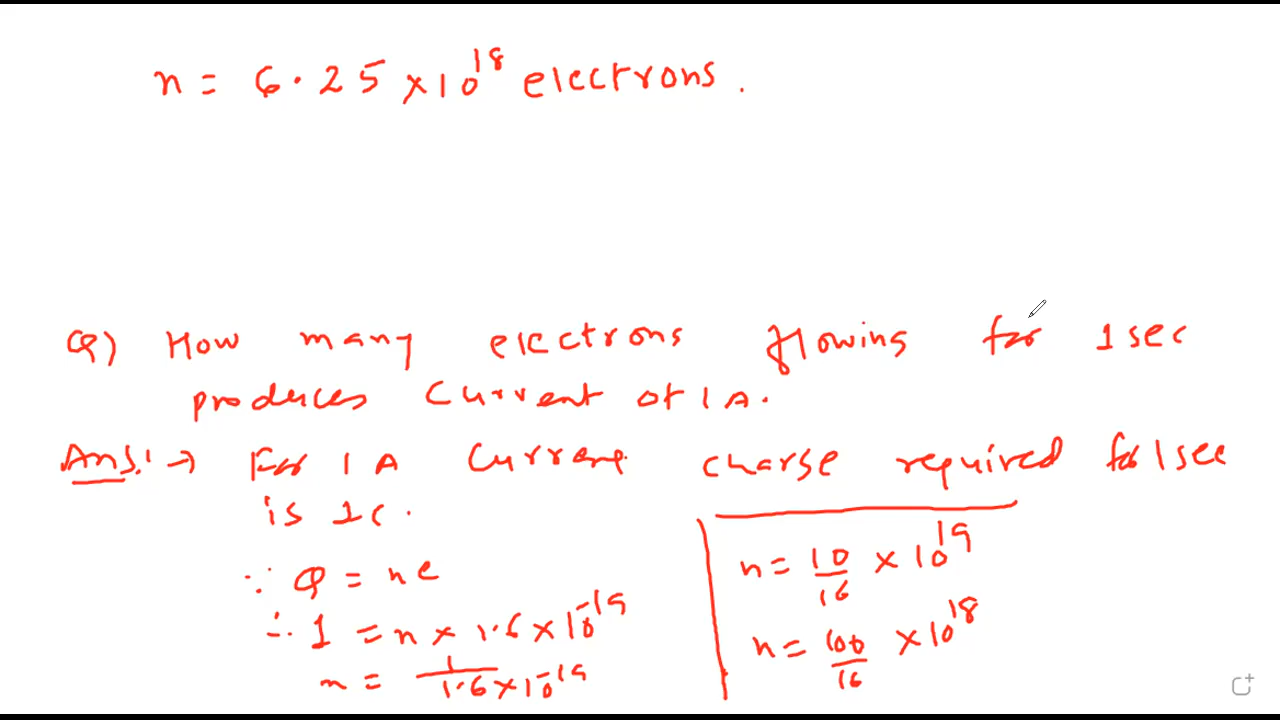 n = 6.25 × 10^18 electrons.
Q) How many electrons flowing for 1 sec
produces current of 1 A.
Ans:→ For 1 A current charge required for 1 sec
is 1C.
∵ Q = ne
∴ 1 = n × 1.6 × 10^-19
n = 1/1.6×10^-19
n = 10/16 × 10^19
n = 100/16 × 10^18